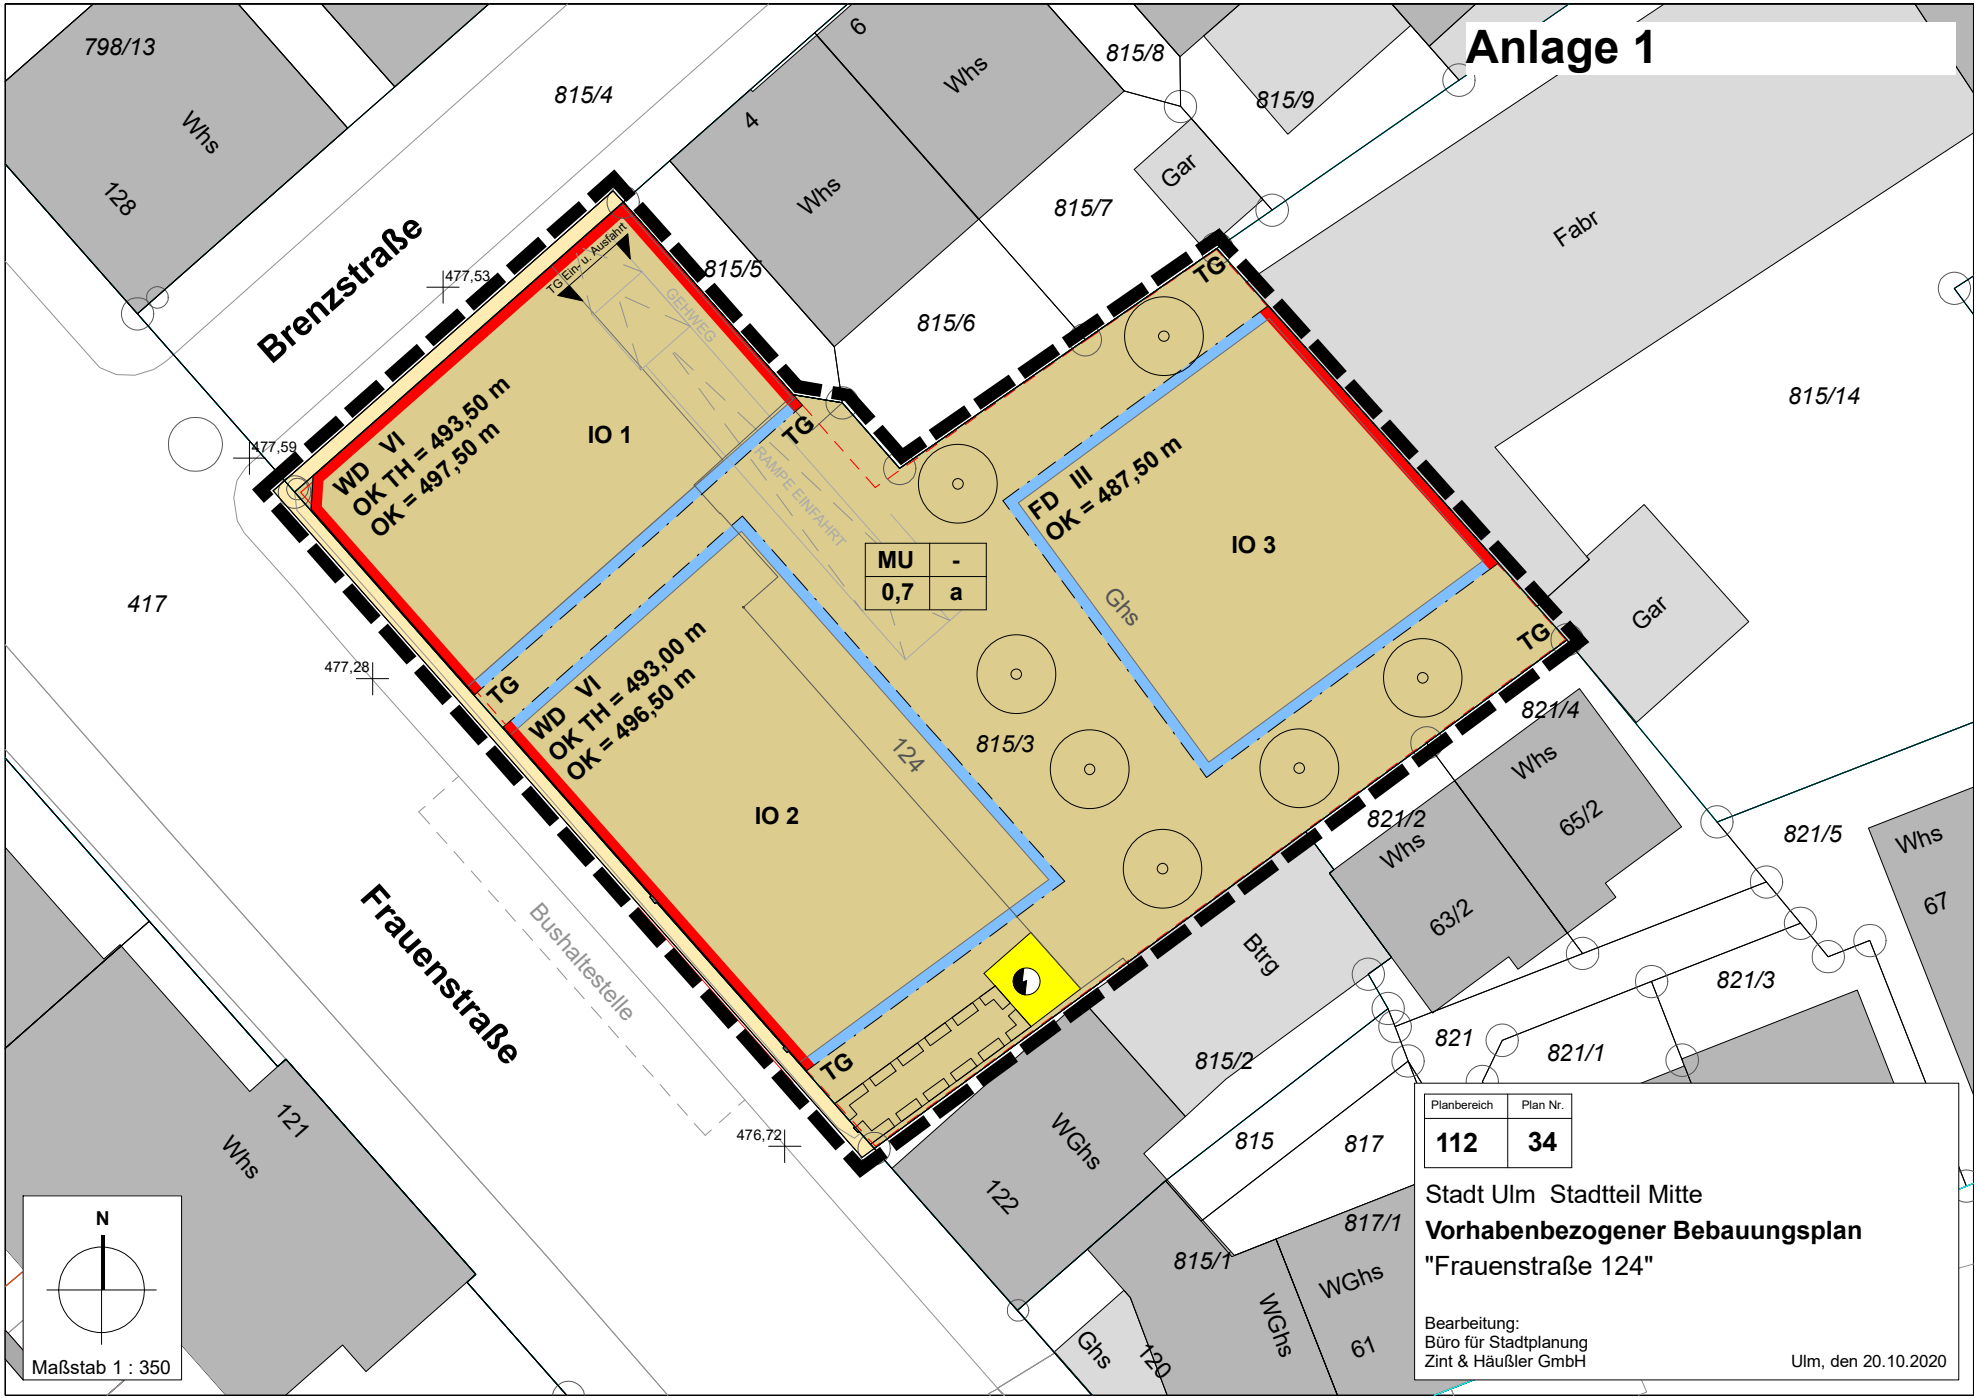 Anlage 1
798/13
Whs
128
815/4
6
4
Whs
Whs
815/8
815/9
Gar
815/7
Fabr
815/5
815/6
815/14
Brenzstraße
477,53
477,59
TG Ein- u. Ausfahrt
GEHWEG
TG
WD VI
OK TH = 493,50 m
OK = 497,50 m
IO 1
TG
RAMPE EINFAHRT
FD III
OK = 487,50 m
IO 3
MU -
0,7 a
Ghs
417
477,28
TG
WD VI
OK TH = 493,00 m
OK = 496,50 m
IO 2
124
815/3
TG
Gar
821/4
Whs
65/2
821/2
Whs
63/2
821/5
Whs
67
Frauenstraße
Bushaltestelle
TG
476,72
Btrg
815/2
821
821/1
821/3
121
Whs
WGhs
122
815
817
817/1
815/1
WGhs
WGhs
61
Ghs
120
N
Maßstab 1 : 350
Planbereich Plan Nr.
112 34
Stadt Ulm Stadtteil Mitte
Vorhabenbezogener Bebauungsplan
"Frauenstraße 124"
Bearbeitung:
Büro für Stadtplanung
Zint & Häußler GmbH
Ulm, den 20.10.2020